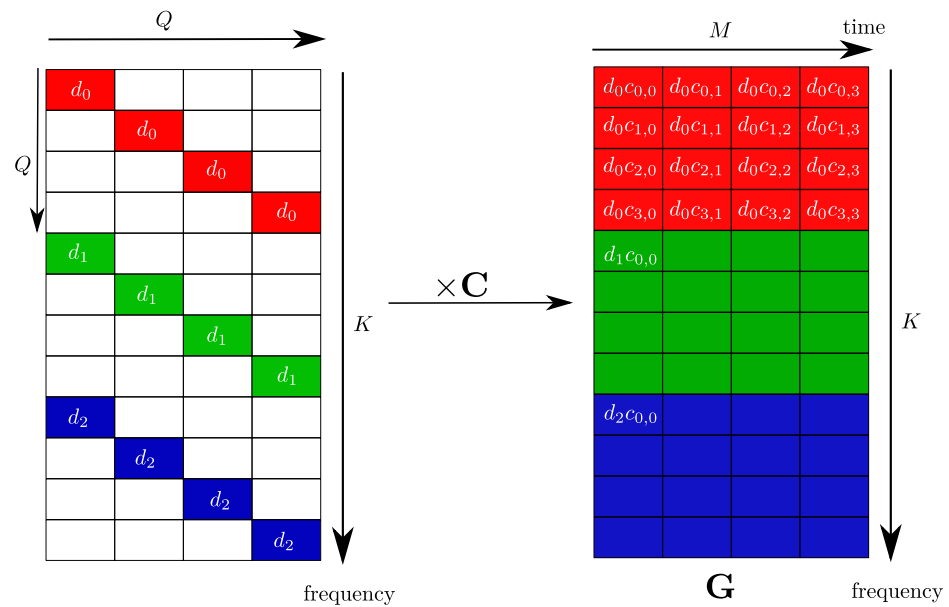 Q
M
time
Q
d₀
d₀
d₀
d₀
d₁
d₁
d₁
d₁
d₂
d₂
d₂
d₂
K
frequency
×C
d₀c₀,₀ d₀c₀,₁ d₀c₀,₂ d₀c₀,₃
d₀c₁,₀ d₀c₁,₁ d₀c₁,₂ d₀c₁,₃
d₀c₂,₀ d₀c₂,₁ d₀c₂,₂ d₀c₂,₃
d₀c₃,₀ d₀c₃,₁ d₀c₃,₂ d₀c₃,₃
d₁c₀,₀
d₂c₀,₀
K
G
frequency